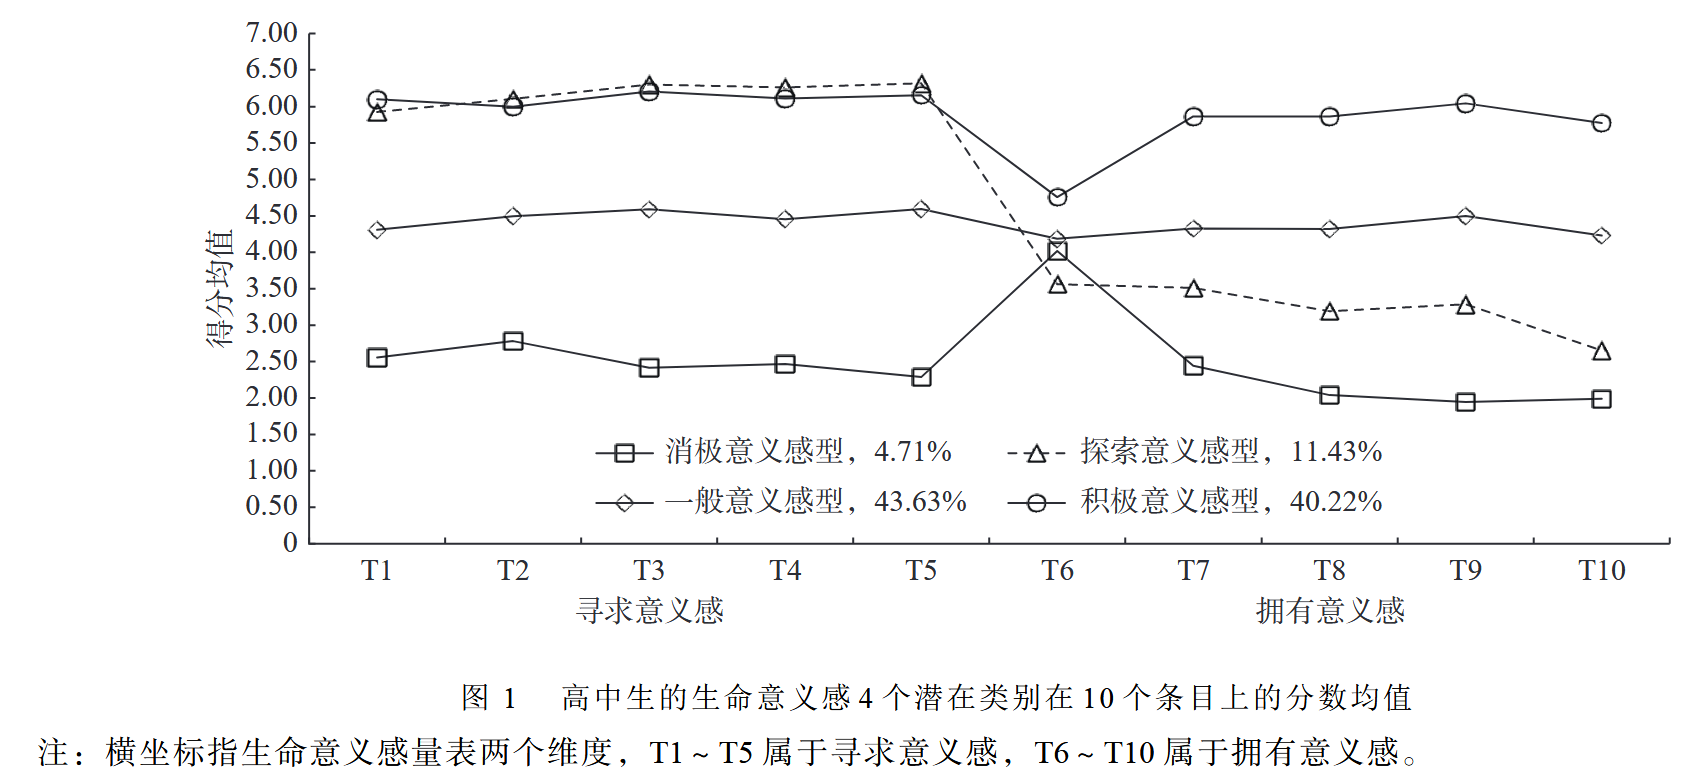 7.00
6.50
6.00
5.50
5.00
4.50
4.00
3.50
3.00
2.50
2.00
1.50
1.00
0.50
0
得分均值
消极意义感型，4.71%
探索意义感型，11.43%
一般意义感型，43.63%
积极意义感型，40.22%
T1 T2 T3 T4 T5 T6 T7 T8 T9 T10
寻求意义感 拥有意义感
图 1 高中生的生命意义感 4 个潜在类别在 10 个条目上的分数均值
注：横坐标指生命意义感量表两个维度，T1 ~ T5 属于寻求意义感，T6 ~ T10 属于拥有意义感。